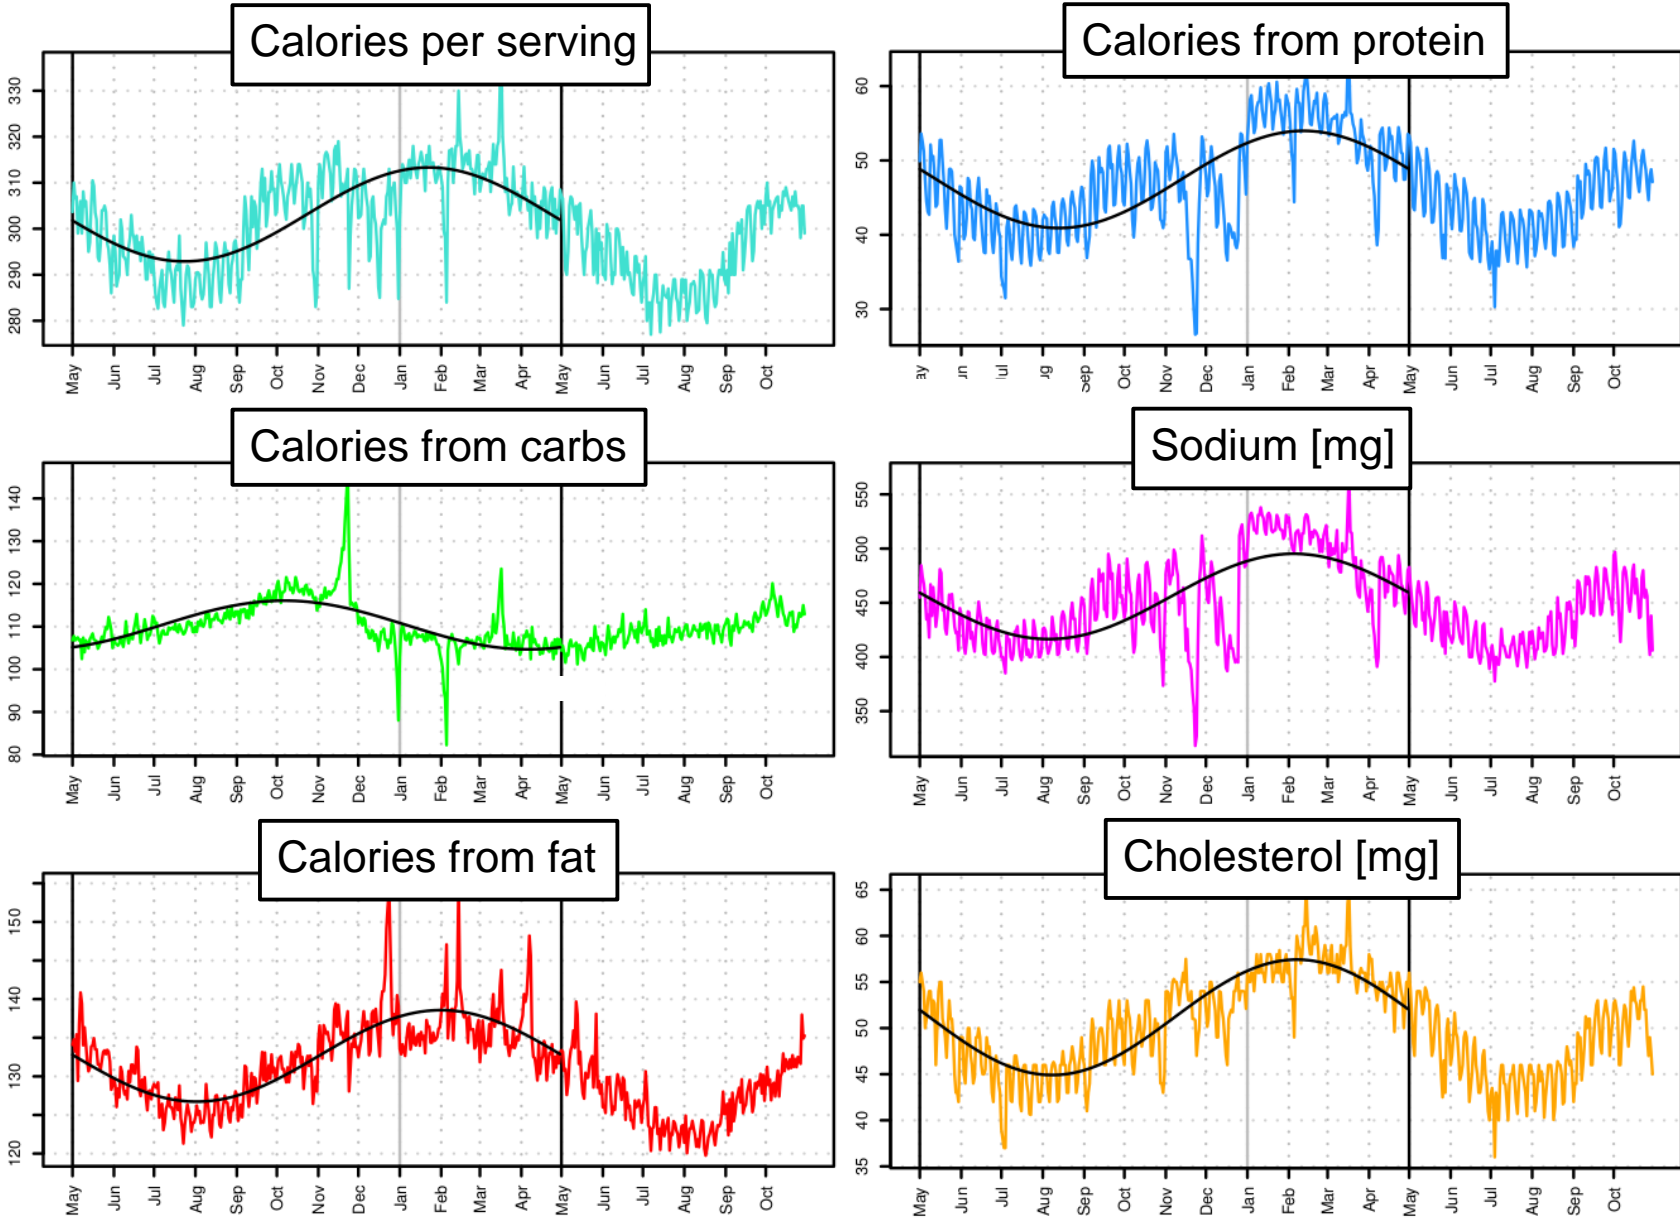 Calories per serving
330
320
310
300
290
280
May Jun Jul Aug Sep Oct Nov Dec Jan Feb Mar Apr May Jun Jul Aug Sep Oct
Calories from protein
60
50
40
30
Sep Oct Nov Dec Jan Feb Mar Apr May Jun Jul Aug Sep Oct
Calories from carbs
140
130
120
110
100
90
80
May Jun Jul Aug Sep Oct Nov Dec Jan Feb Mar Apr May Jun Jul Aug Sep Oct
Sodium [mg]
550
500
450
400
350
May Jun Jul Aug Sep Oct Nov Dec Jan Feb Mar Apr May Jun Jul Aug Sep Oct
Calories from fat
150
140
130
120
May Jun Jul Aug Sep Oct Nov Dec Jan Feb Mar Apr May Jun Jul Aug Sep Oct
Cholesterol [mg]
65
60
55
50
45
40
35
May Jun Jul Aug Sep Oct Nov Dec Jan Feb Mar Apr May Jun Jul Aug Sep Oct